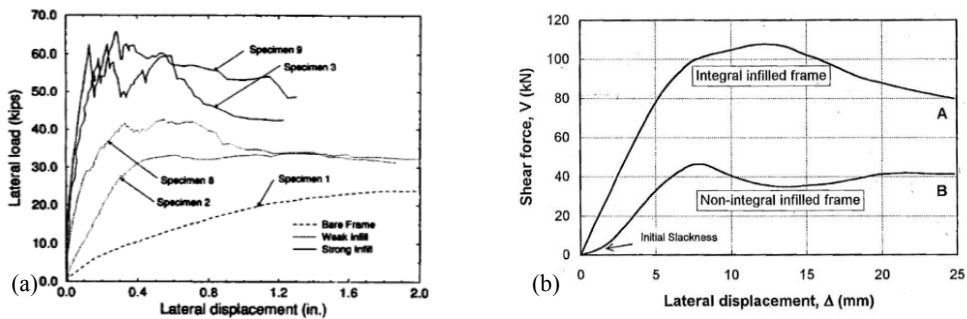 (a)
Lateral load (kips)
70.0
60.0
50.0
40.0
30.0
20.0
10.0
0.0
Specimen 9
Specimen 3
Specimen 1
Specimen 8
Specimen 2
Bare Frame
Weak Infill
Strong Infill
0.0 0.4 0.8 1.2 1.6 2.0
Lateral displacement (in.)
(b)
Shear force, V (kN)
120
100
80
60
40
20
0
Integral infilled frame
A
B
Non-integral infilled frame
Initial Slackness
0 5 10 15 20 25
Lateral displacement, Δ (mm)